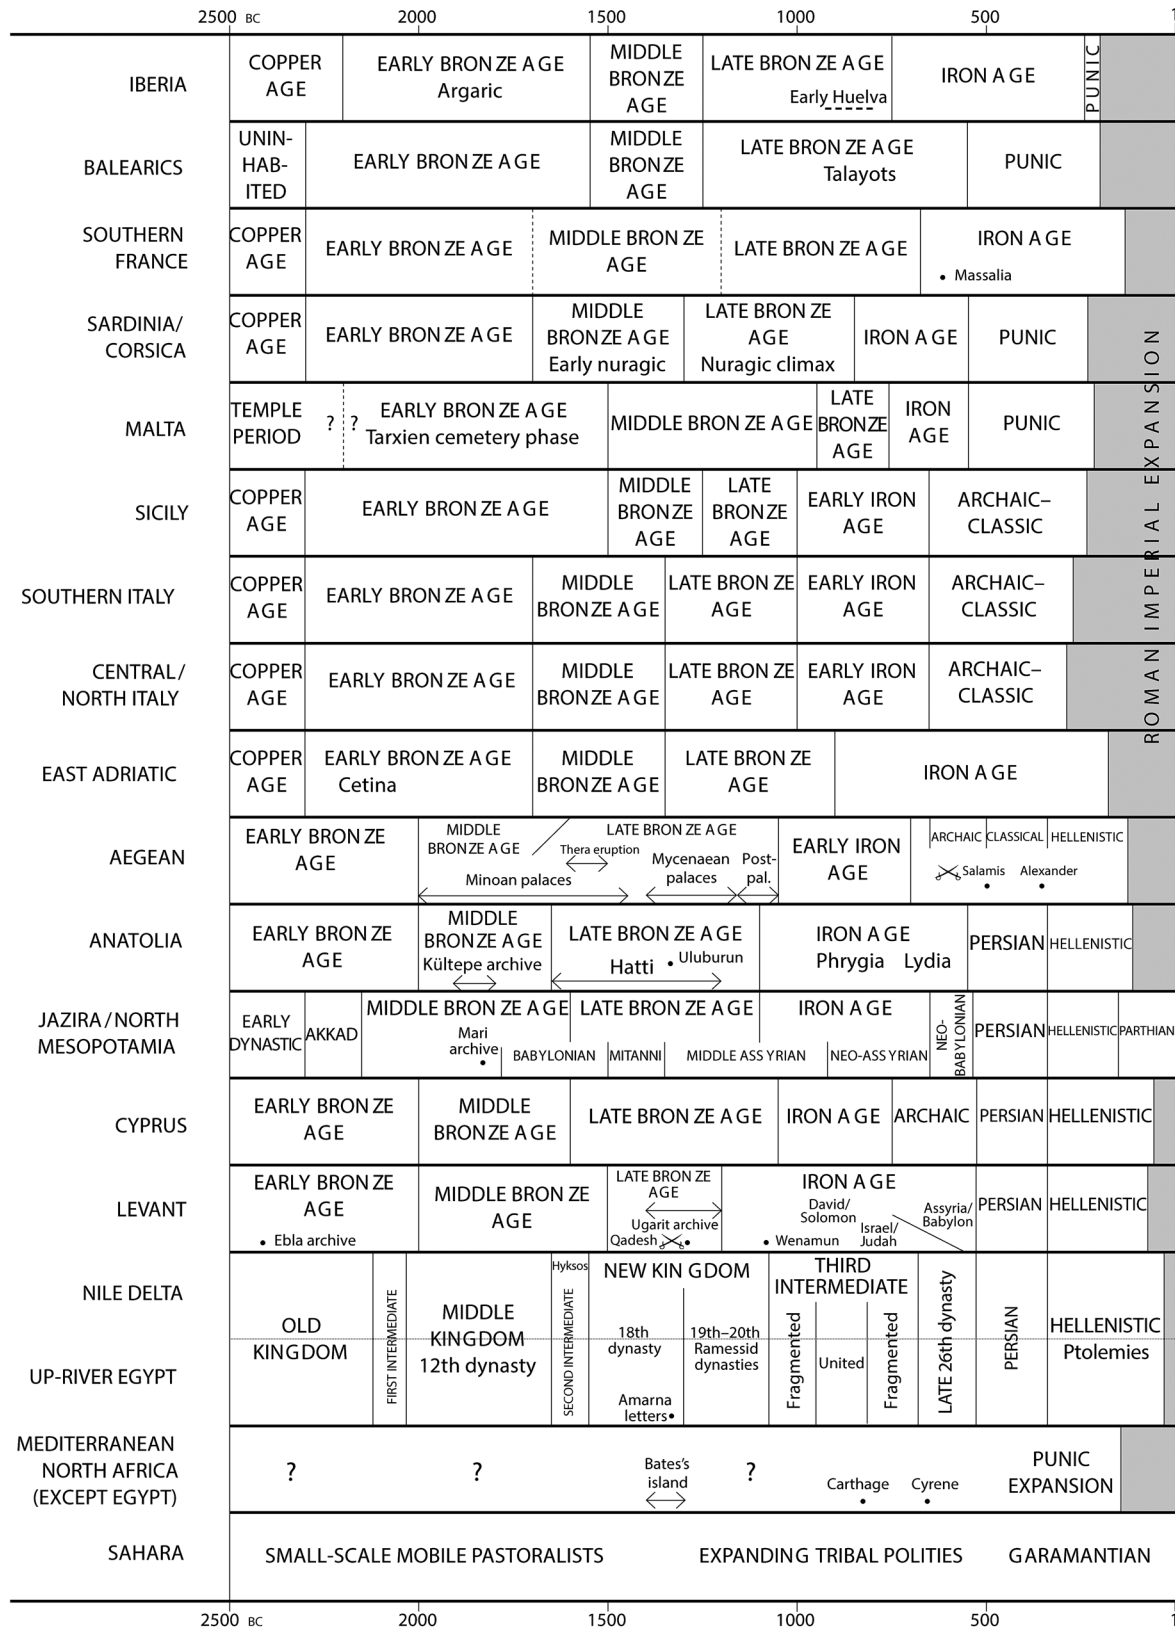 2500 BC 2000 1500 1000 500 1
IBERIA
COPPER
AGE
EARLY BRONZE AGE
Argaric
MIDDLE
BRONZE
AGE
LATE BRONZE AGE
Early Huelva
IRON AGE
PUNIC
BALEARICS
UNIN-
HAB-
ITED
EARLY BRONZE AGE
MIDDLE
BRONZE
AGE
LATE BRONZE AGE
Talayots
PUNIC
SOUTHERN
FRANCE
COPPER
AGE
EARLY BRONZE AGE
MIDDLE BRONZE
AGE
LATE BRONZE AGE
IRON AGE
Massalia
SARDINIA/
CORSICA
COPPER
AGE
EARLY BRONZE AGE
MIDDLE
BRONZE AGE
Early nuragic
LATE BRONZE
AGE
Nuragic climax
IRON AGE
PUNIC
MALTA
TEMPLE
PERIOD
?
?
EARLY BRONZE AGE
Tarxien cemetery phase
MIDDLE BRONZE AGE
LATE
BRONZE
AGE
IRON
AGE
PUNIC
SICILY
COPPER
AGE
EARLY BRONZE AGE
MIDDLE
BRONZE
AGE
LATE
BRONZE
AGE
EARLY IRON
AGE
ARCHAIC–
CLASSIC
SOUTHERN ITALY
COPPER
AGE
EARLY BRONZE AGE
MIDDLE
BRONZE AGE
LATE BRONZE
AGE
EARLY IRON
AGE
ARCHAIC–
CLASSIC
CENTRAL/
NORTH ITALY
COPPER
AGE
EARLY BRONZE AGE
MIDDLE
BRONZE AGE
LATE BRONZE
AGE
EARLY IRON
AGE
ARCHAIC–
CLASSIC
ROMAN IMPERIAL EXPANSION
EAST ADRIATIC
COPPER
AGE
EARLY BRONZE AGE
Cetina
MIDDLE
BRONZE AGE
LATE BRONZE
AGE
IRON AGE
AEGEAN
EARLY BRONZE
AGE
MIDDLE
BRONZE AGE
LATE BRONZE AGE
Thera eruption
Minoan palaces
Mycenaean
palaces
Post-
pal.
EARLY IRON
AGE
ARCHAIC
CLASSICAL
HELLENISTIC
Salamis
Alexander
ANATOLIA
EARLY BRONZE
AGE
MIDDLE
BRONZE AGE
Kültepe archive
LATE BRONZE AGE
Hatti
Uluburun
IRON AGE
Phrygia Lydia
PERSIAN
HELLENISTIC
JAZIRA/NORTH
MESOPOTAMIA
EARLY
DYNASTIC
AKKAD
MIDDLE BRONZE AGE
Mari
archive
BABYLONIAN
LATE BRONZE AGE
MITANNI
MIDDLE ASSYRIAN
IRON AGE
NEO-ASSYRIAN
NEO-
BABYLONIAN
PERSIAN
HELLENISTIC
PARTHIAN
CYPRUS
EARLY BRONZE
AGE
MIDDLE
BRONZE AGE
LATE BRONZE AGE
IRON AGE
ARCHAIC
PERSIAN
HELLENISTIC
LEVANT
EARLY BRONZE
AGE
Ebla archive
MIDDLE BRONZE
AGE
LATE BRONZE
AGE
Ugarit archive
Qadesh
IRON AGE
David/
Solomon
Wenamun
Israel/
Judah
Assyria/
Babylon
PERSIAN
HELLENISTIC
NILE DELTA
UP-RIVER EGYPT
OLD
KINGDOM
FIRST INTERMEDIATE
MIDDLE
KINGDOM
12th dynasty
Hyksos
SECOND INTERMEDIATE
NEW KINGDOM
18th
dynasty
Amarna
letters
19th–20th
Ramessid
dynasties
THIRD
INTERMEDIATE
Fragmented
United
Fragmented
LATE 26th dynasty
PERSIAN
HELLENISTIC
Ptolemies
MEDITERRANEAN
NORTH AFRICA
(EXCEPT EGYPT)
?
?
Bates's
island
?
Carthage
Cyrene
PUNIC
EXPANSION
SAHARA
SMALL-SCALE MOBILE PASTORALISTS
EXPANDING TRIBAL POLITIES
GARAMANTIAN
2500 BC 2000 1500 1000 500 1